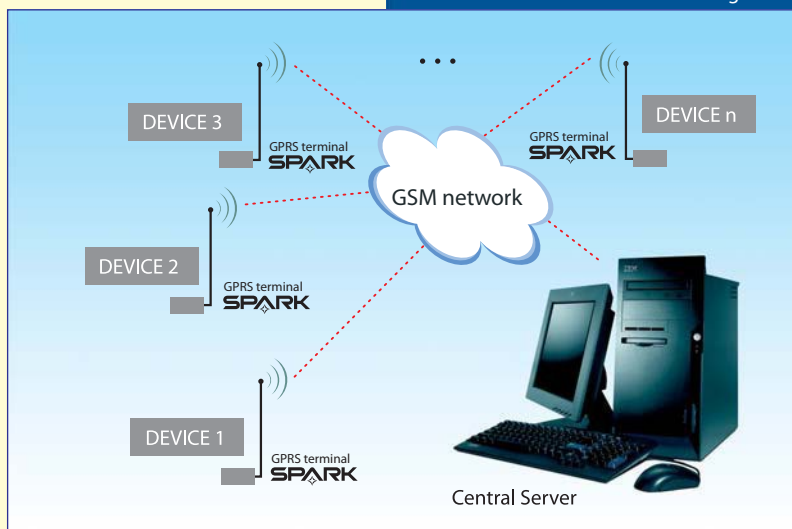 ...
DEVICE 3
GPRS terminal
SPARK
DEVICE n
GPRS terminal
SPARK
GSM network
DEVICE 2
GPRS terminal
SPARK
IBM
DEVICE 1
GPRS terminal
SPARK
Central Server